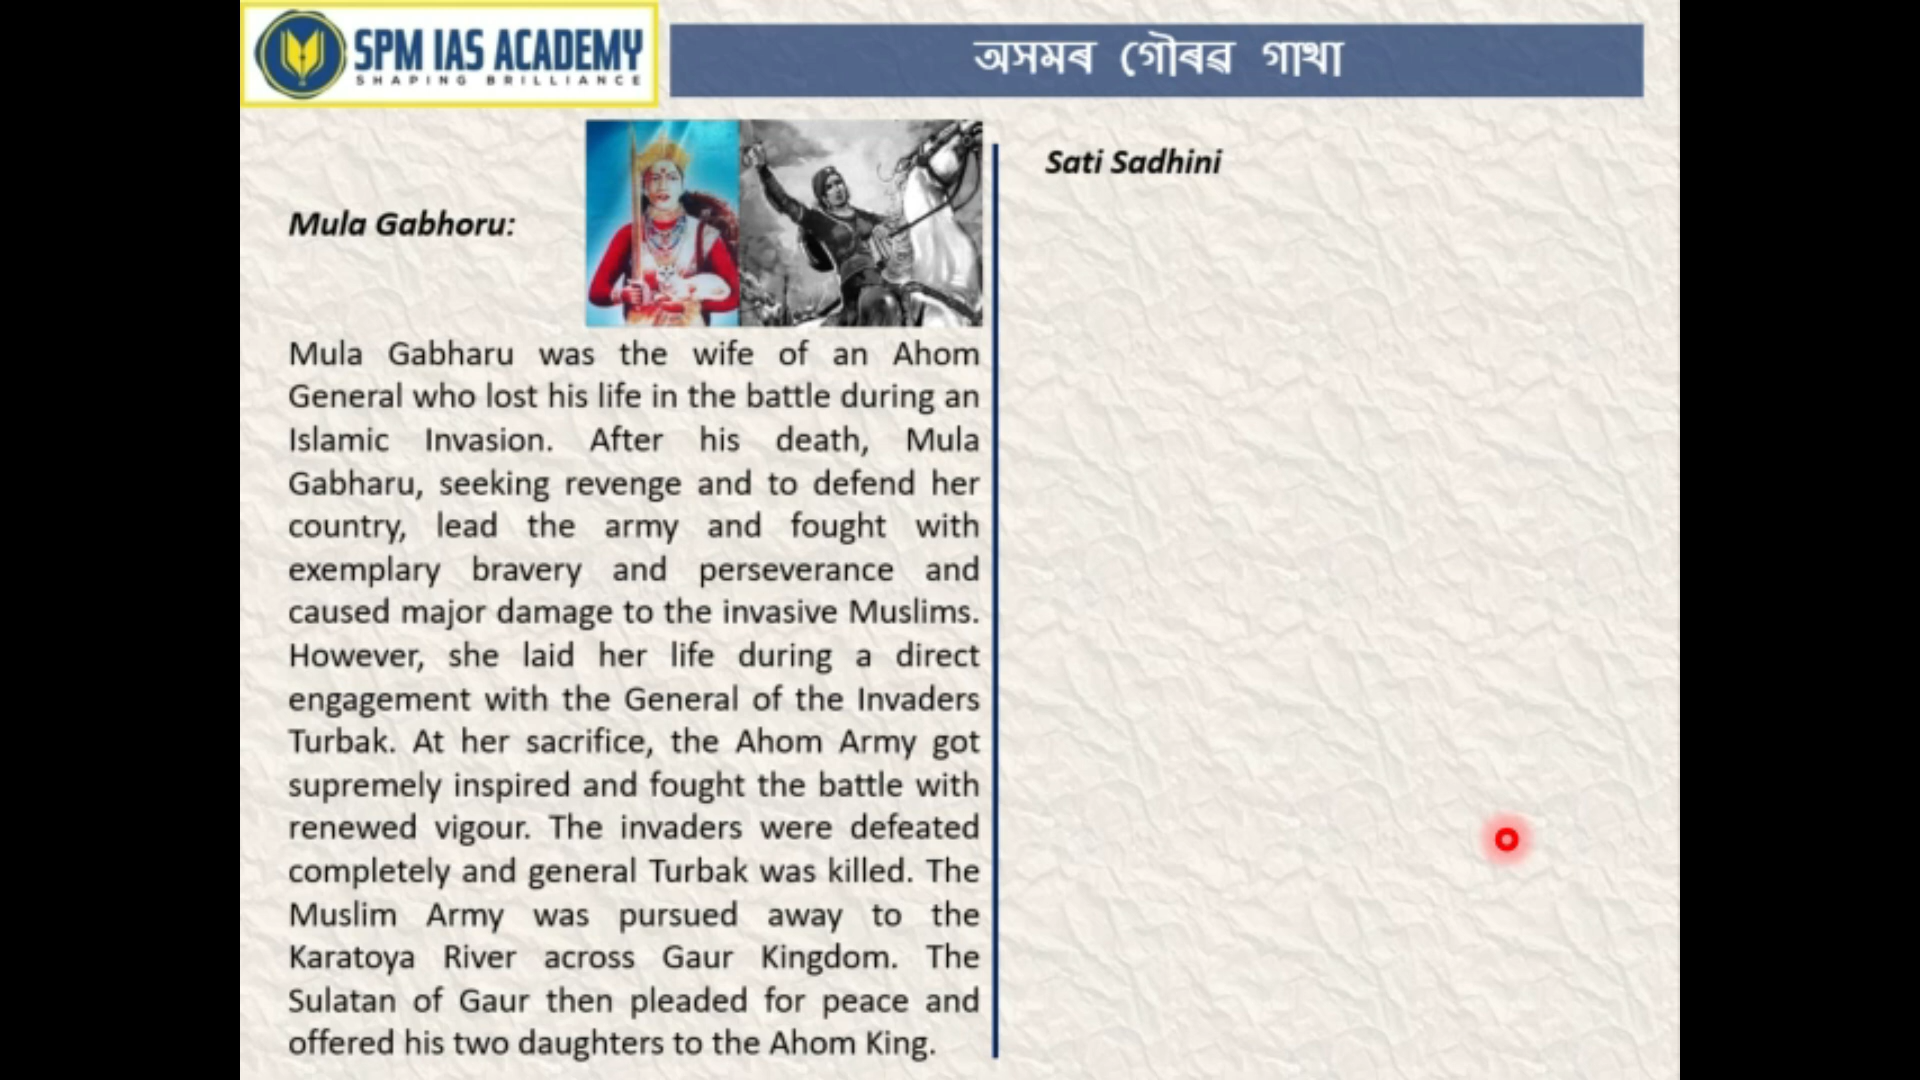 SPM IAS ACADEMY
SHAPING BRILLIANCE
অসমৰ গৌৰৱ গাথা
Mula Gabhoru:
Mula Gabharu was the wife of an Ahom
General who lost his life in the battle during an
Islamic Invasion. After his death, Mula
Gabharu, seeking revenge and to defend her
country, lead the army and fought with
exemplary bravery and perseverance and
caused major damage to the invasive Muslims.
However, she laid her life during a direct
engagement with the General of the Invaders
Turbak. At her sacrifice, the Ahom Army got
supremely inspired and fought the battle with
renewed vigour. The invaders were defeated
completely and general Turbak was killed. The
Muslim Army was pursued away to the
Karatoya River across Gaur Kingdom. The
Sulatan of Gaur then pleaded for peace and
offered his two daughters to the Ahom King.
Sati Sadhini